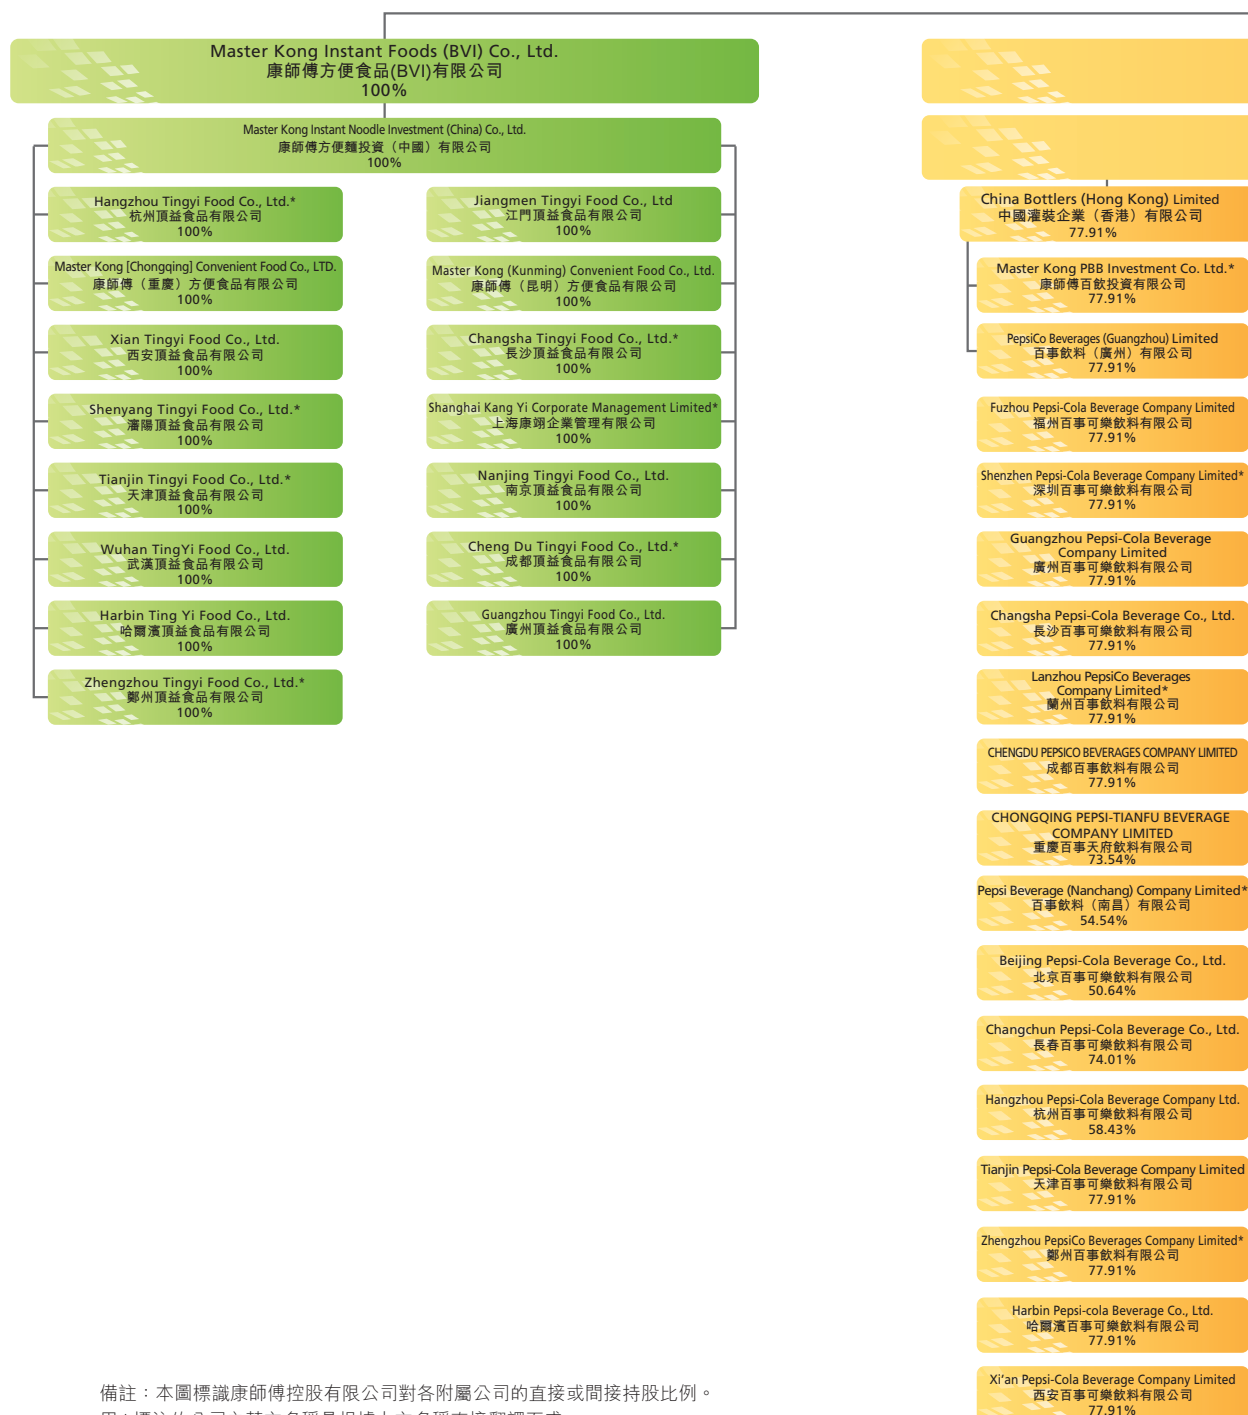 Master Kong Instant Foods (BVI) Co., Ltd.
康師傅方便食品(BVI)有限公司
100%
Master Kong Instant Noodle Investment (China) Co., Ltd.
康師傅方便麵投資（中國）有限公司
100%
Hangzhou Tingyi Food Co., Ltd.*
杭州頂益食品有限公司
100%
Master Kong [Chongqing] Convenient Food Co., LTD.
康師傅（重慶）方便食品有限公司
100%
Xian Tingyi Food Co., Ltd.
西安頂益食品有限公司
100%
Shenyang Tingyi Food Co., Ltd.*
瀋陽頂益食品有限公司
100%
Tianjin Tingyi Food Co., Ltd.*
天津頂益食品有限公司
100%
Wuhan TingYi Food Co., Ltd.
武漢頂益食品有限公司
100%
Harbin Ting Yi Food Co., Ltd.
哈爾濱頂益食品有限公司
100%
Zhengzhou Tingyi Food Co., Ltd.*
鄭州頂益食品有限公司
100%
Jiangmen Tingyi Food Co., Ltd
江門頂益食品有限公司
100%
Master Kong (Kunming) Convenient Food Co., Ltd.
康師傅（昆明）方便食品有限公司
100%
Changsha Tingyi Food Co., Ltd.*
長沙頂益食品有限公司
100%
Shanghai Kang Yi Corporate Management Limited*
上海康翊企業管理有限公司
100%
Nanjing Tingyi Food Co., Ltd.
南京頂益食品有限公司
100%
Cheng Du Tingyi Food Co., Ltd.*
成都頂益食品有限公司
100%
Guangzhou Tingyi Food Co., Ltd.
廣州頂益食品有限公司
100%
China Bottlers (Hong Kong) Limited
中國灌裝企業（香港）有限公司
77.91%
Master Kong PBB Investment Co. Ltd.*
康師傅百飲投資有限公司
77.91%
PepsiCo Beverages (Guangzhou) Limited
百事飲料（廣州）有限公司
77.91%
Fuzhou Pepsi-Cola Beverage Company Limited
福州百事可樂飲料有限公司
77.91%
Shenzhen Pepsi-Cola Beverage Company Limited*
深圳百事可樂飲料有限公司
77.91%
Guangzhou Pepsi-Cola Beverage
Company Limited
廣州百事可樂飲料有限公司
77.91%
Changsha Pepsi-Cola Beverage Co., Ltd.
長沙百事可樂飲料有限公司
77.91%
Lanzhou PepsiCo Beverages
Company Limited*
蘭州百事飲料有限公司
77.91%
CHENGDU PEPSICO BEVERAGES COMPANY LIMITED
成都百事飲料有限公司
77.91%
CHONGQING PEPSI-TIANFU BEVERAGE
COMPANY LIMITED
重慶百事天府飲料有限公司
73.54%
Pepsi Beverage (Nanchang) Company Limited*
百事飲料（南昌）有限公司
54.54%
Beijing Pepsi-Cola Beverage Co., Ltd.
北京百事可樂飲料有限公司
50.64%
Changchun Pepsi-Cola Beverage Co., Ltd.
長春百事可樂飲料有限公司
74.01%
Hangzhou Pepsi-Cola Beverage Company Ltd.
杭州百事可樂飲料有限公司
58.43%
Tianjin Pepsi-Cola Beverage Company Limited
天津百事可樂飲料有限公司
77.91%
Zhengzhou PepsiCo Beverages Company Limited*
鄭州百事飲料有限公司
77.91%
Harbin Pepsi-cola Beverage Co., Ltd.
哈爾濱百事可樂飲料有限公司
77.91%
Xi'an Pepsi-Cola Beverage Company Limited
西安百事可樂飲料有限公司
77.91%
備註：本圖標識康師傅控股有限公司對各附屬公司的直接或間接持股比例。